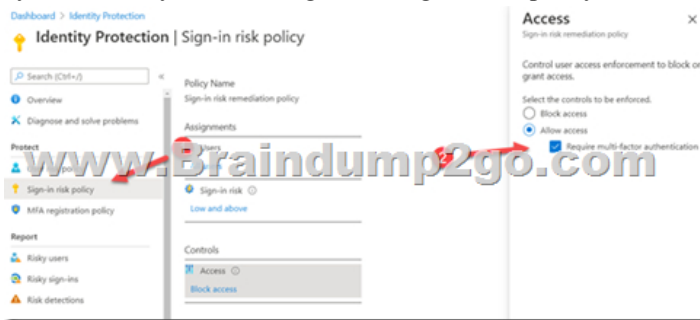 Dashboard > Identity Protection
Identity Protection | Sign-in risk policy
Search (Ctrl+/)
«
Overview
Diagnose and solve problems
Protect
Sign-in risk policy
MFA registration policy
Report
Risky users
Risky sign-ins
Risk detections
Policy Name
Sign-in risk remediation policy
Assignments
Users
Sign-in risk
Low and above
Controls
Access
Block access
Access
×
Sign-in risk remediation policy
Control user access enforcement to block or
grant access.
Select the controls to be enforced.
Block access
Allow access
Require multi-factor authentication
www.Braindump2go.com
2